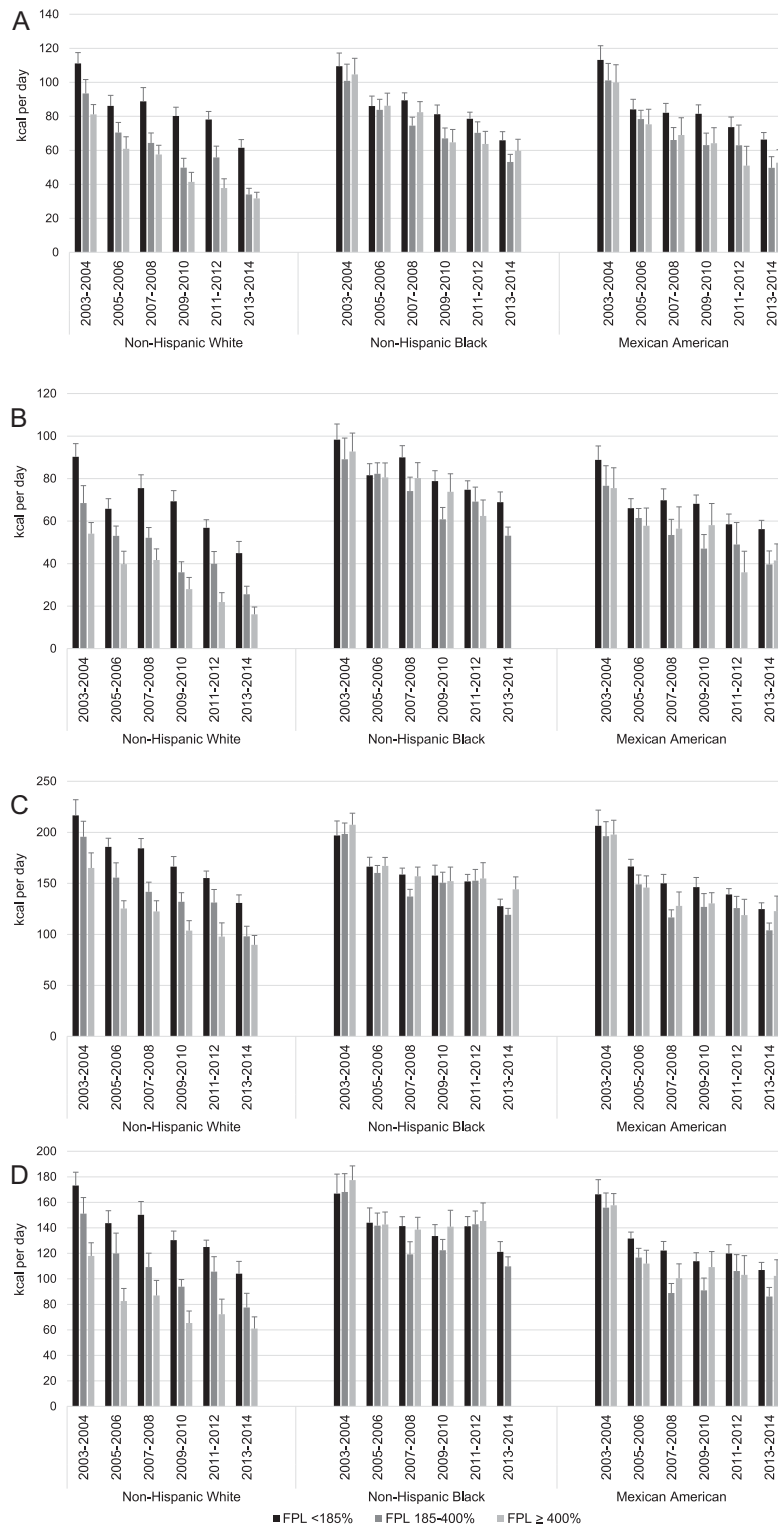 A
kcal per day
140
120
100
80
60
40
20
0
2003-2004 2005-2006 2007-2008 2009-2010 2011-2012 2013-2014 2003-2004 2005-2006 2007-2008 2009-2010 2011-2012 2013-2014 2003-2004 2005-2006 2007-2008 2009-2010 2011-2012 2013-2014
Non-Hispanic White Non-Hispanic Black Mexican American
B
kcal per day
120
100
80
60
40
20
0
2003-2004 2005-2006 2007-2008 2009-2010 2011-2012 2013-2014 2003-2004 2005-2006 2007-2008 2009-2010 2011-2012 2013-2014 2003-2004 2005-2006 2007-2008 2009-2010 2011-2012 2013-2014
Non-Hispanic White Non-Hispanic Black Mexican American
C
kcal per day
250
200
150
100
50
0
2003-2004 2005-2006 2007-2008 2009-2010 2011-2012 2013-2014 2003-2004 2005-2006 2007-2008 2009-2010 2011-2012 2013-2014 2003-2004 2005-2006 2007-2008 2009-2010 2011-2012 2013-2014
Non-Hispanic White Non-Hispanic Black Mexican American
D
kcal per day
200
180
160
140
120
100
80
60
40
20
0
2003-2004 2005-2006 2007-2008 2009-2010 2011-2012 2013-2014 2003-2004 2005-2006 2007-2008 2009-2010 2011-2012 2013-2014 2003-2004 2005-2006 2007-2008 2009-2010 2011-2012 2013-2014
Non-Hispanic White Non-Hispanic Black Mexican American
FPL <185% FPL 185-400% FPL ≥ 400%